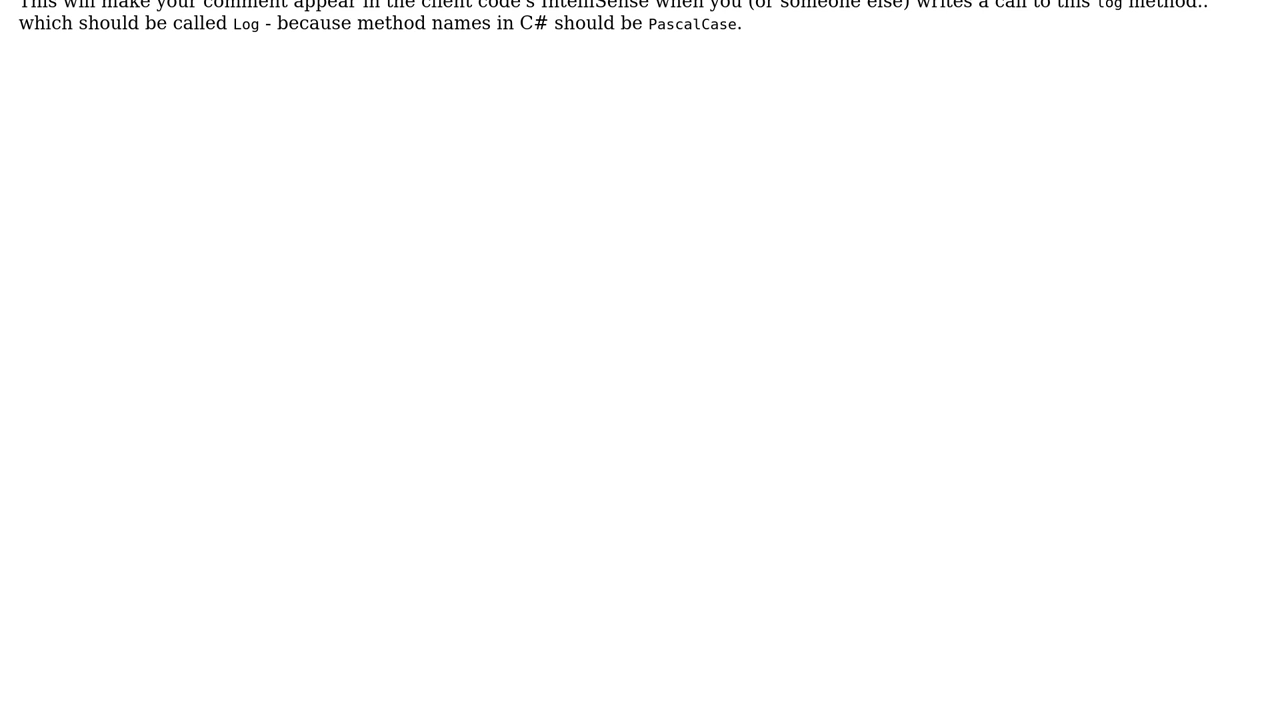 This will make your comment appear in the client code's IntelliSense when you (or someone else) writes a call to this log method..
which should be called Log - because method names in C# should be PascalCase.